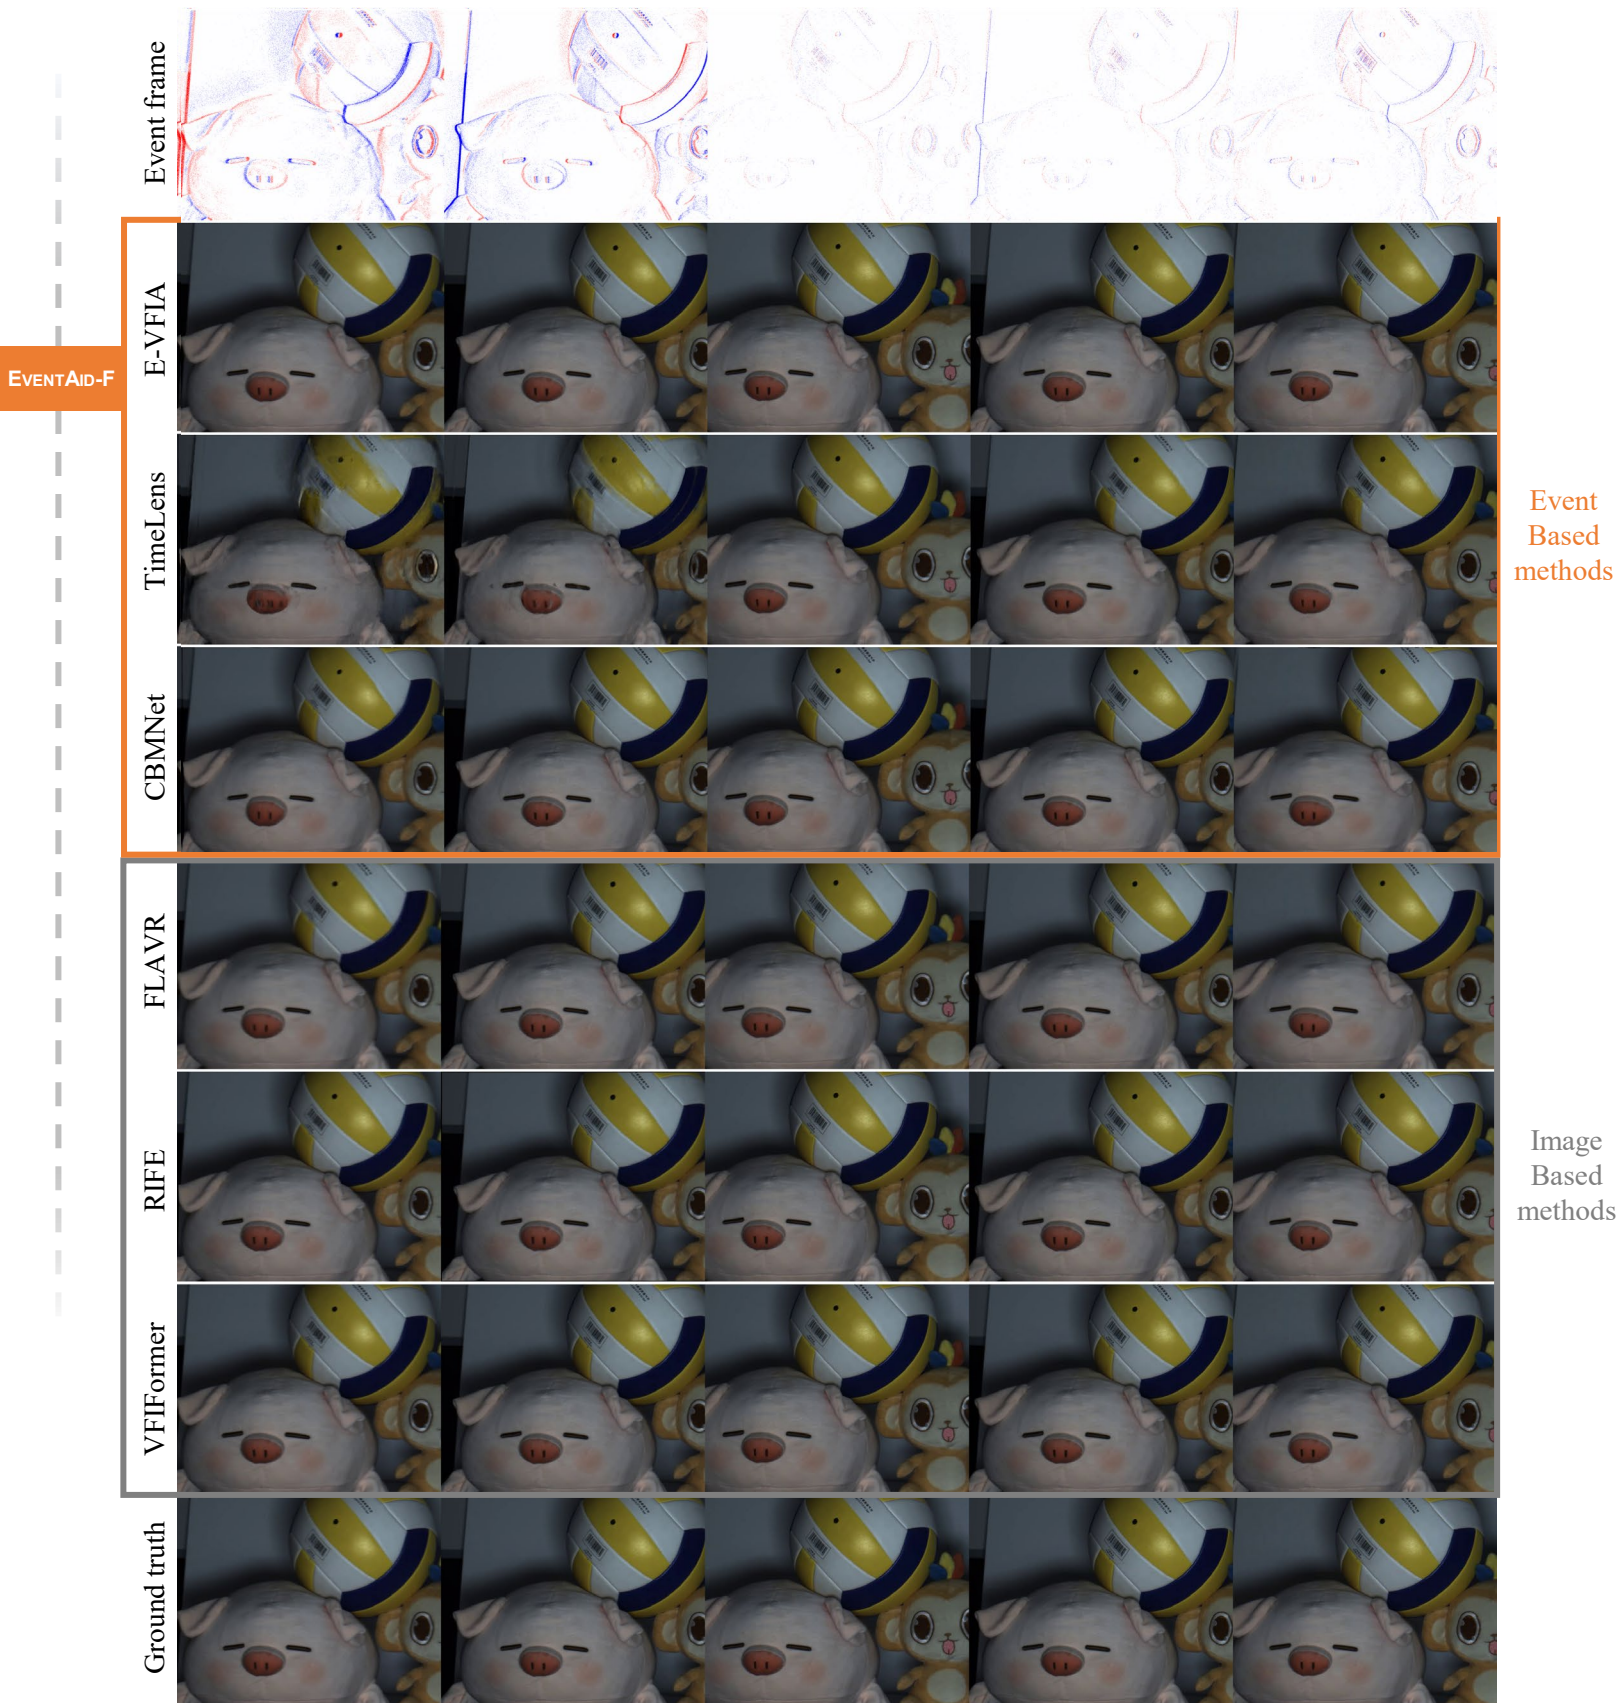 Event frame
EVENTAID-F
E-VFIA
TimeLens
CBMNet
Event
Based
methods
FLAVR
RIFE
VFIFormer
Image
Based
methods
Ground truth